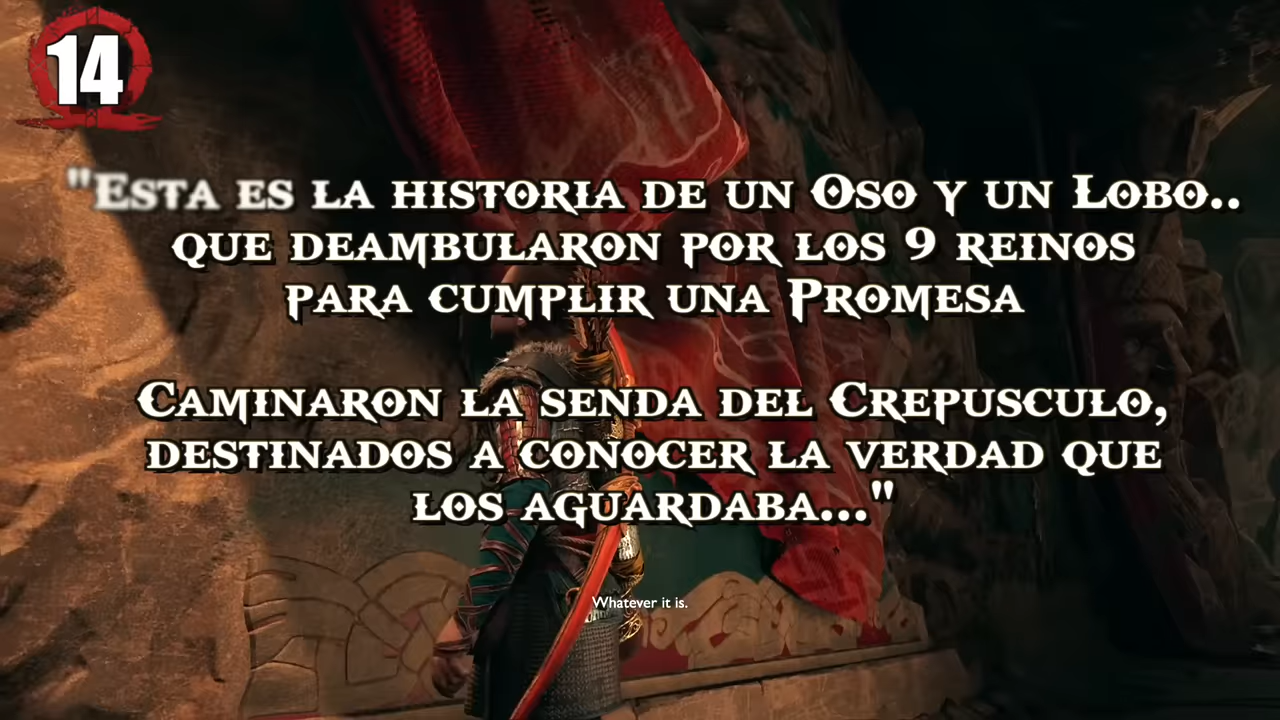 14
"Esta es la historia de un Oso y un Lobo..
que deambularon por los 9 reinos
para cumplir una Promesa
Caminaron la senda del Crepusculo,
destinados a conocer la verdad que
los aguardaba..."
Whatever it is.